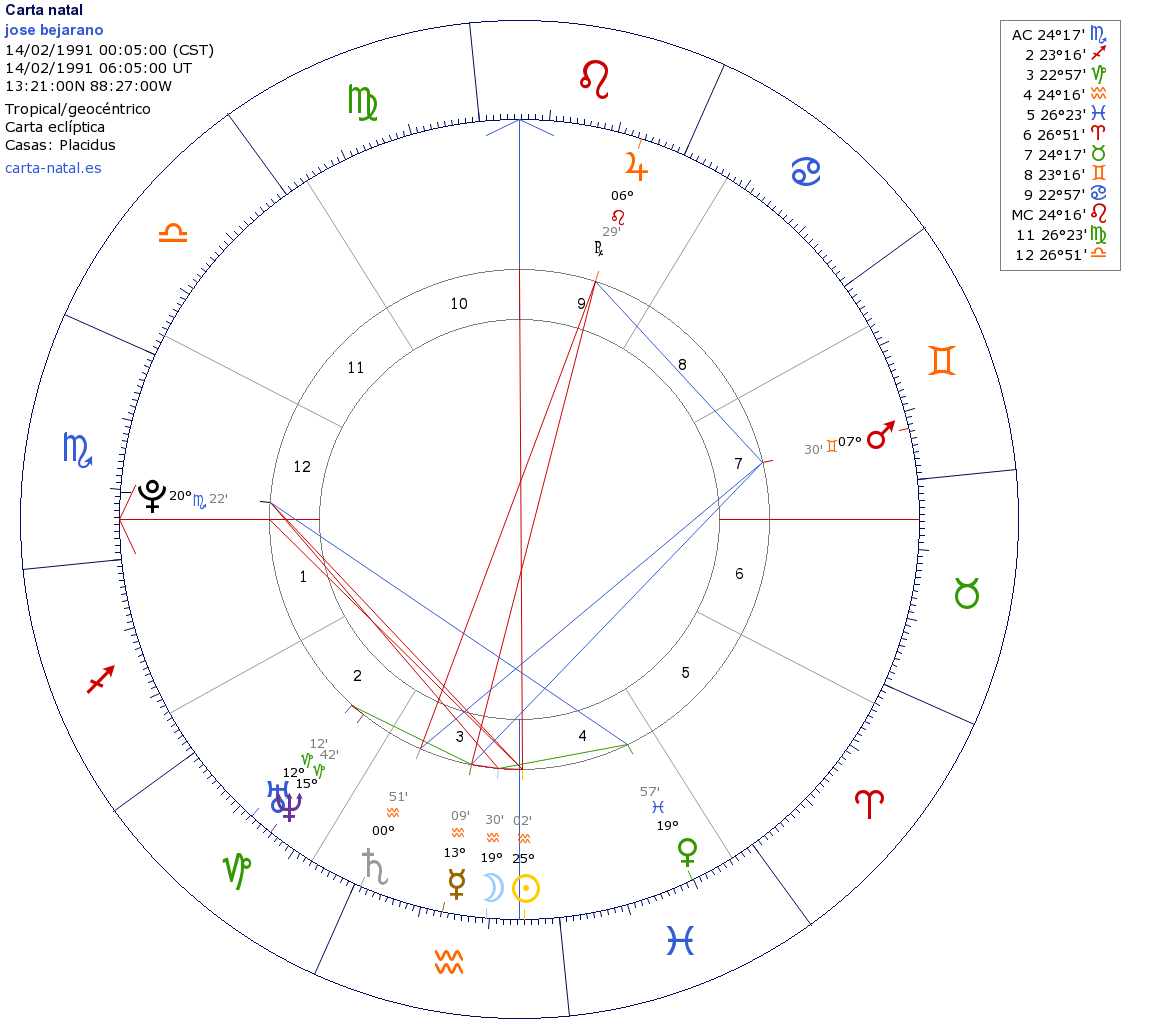 Carta natal
jose bejarano
14/02/1991 00:05:00 (CST)
14/02/1991 06:05:00 UT
13:21:00N 88:27:00W
Tropical/geocéntrico
Carta eclíptica
Casas: Placidus
carta-natal.es
AC 24°17' ♏
2 23°16' ♐
3 22°57' ♑
4 24°16' ♒
5 26°23' ♓
6 26°51' ♈
7 24°17' ♉
8 23°16' ♊
9 22°57' ♋
MC 24°16' ♌
11 26°23' ♍
12 26°51' ♎
♌
♍
♋
♃
06°
♌
29'
℞
♎
10
9
11
8
♊
30' ♊ 07° ♂
♏
12
7
♇ 20° ♏ 22'
1
6
♉
♐
2
5
3
4
12'
♑ 42'
12° ♑
15°
♅ ♆
51'
♒
00°
♄
09'
♒
13°
☿
30'
♒
19°
☽
02'
♒
25°
☉
57'
♓
19°
♀
♈
♑
♒
♓